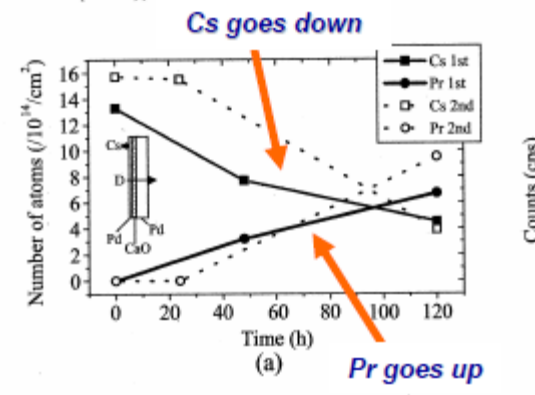 Cs goes down
Number of atoms (/10¹⁴/cm²)
16
14
12
10
8
6
4
2
0
Cs 1st
Pr 1st
Cs 2nd
Pr 2nd
Cs
D
Pd
CaO
Pd
0
20
40
60
80
100
120
Time (h)
(a)
Counts (cps)
Pr goes up